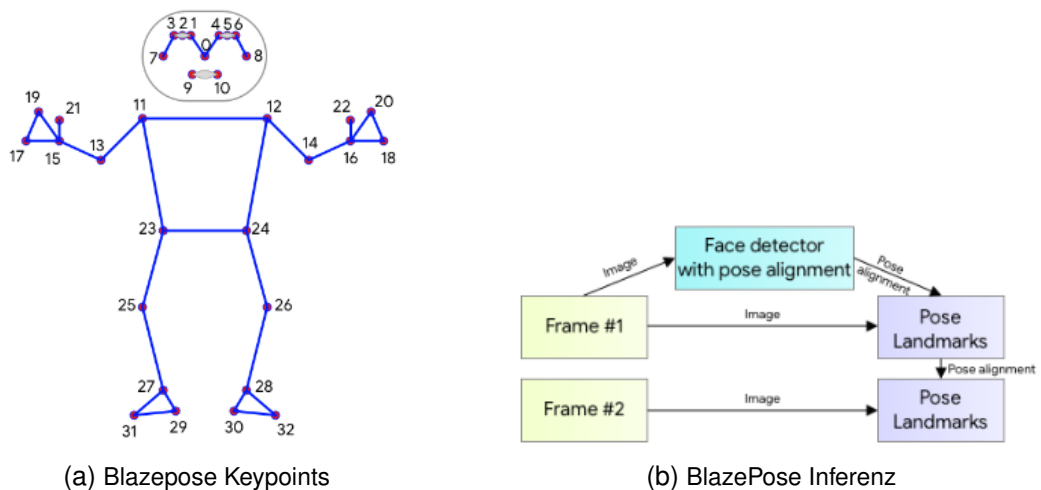 3 2 1 4 5 6
0
7 8
9 10
19 21 11 12 22 20
17 15 13 14 16 18
23 24
25 26
27 28
31 29 30 32
(a) Blazepose Keypoints
Face detector
with pose alignment
Image
Pose
alignment
Frame #1
Image
Pose
Landmarks
Pose alignment
Frame #2
Image
Pose
Landmarks
(b) BlazePose Inferenz